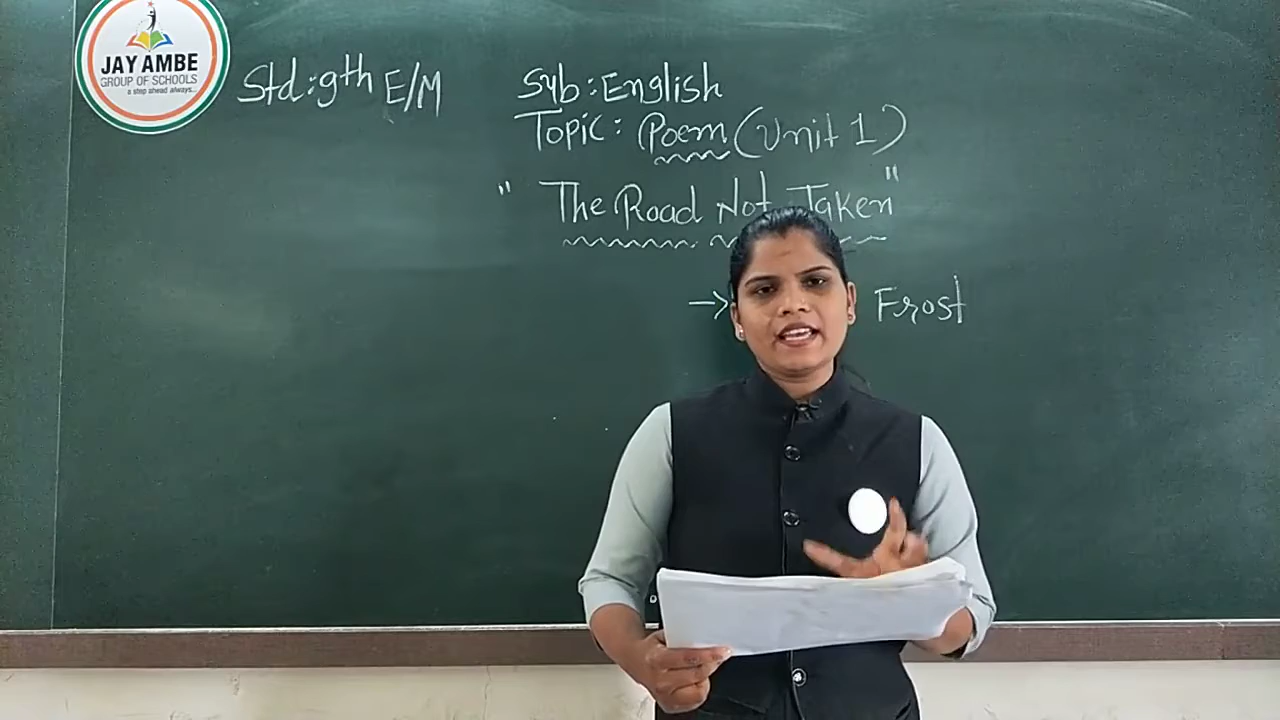 JAY AMBE
GROUP OF SCHOOLS
a step ahead always...
Std:9th E/M
Syb:English
Topic: Poem (Unit 1)
"The Road Not Taken"
→ Frost